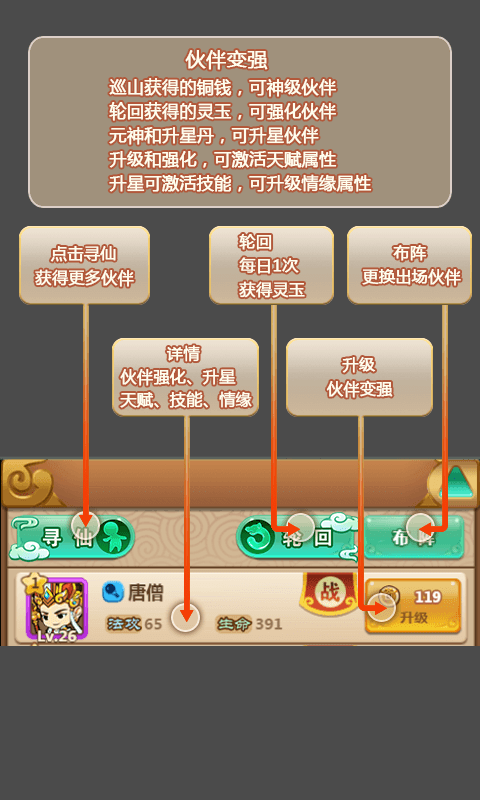 伙伴变强
巡山获得的铜钱，可神级伙伴
轮回获得的灵玉，可强化伙伴
元神和升星丹，可升星伙伴
升级和强化，可激活天赋属性
升星可激活技能，可升级情缘属性
点击寻仙
获得更多伙伴
轮回
每日1次
获得灵玉
布阵
更换出场伙伴
详情
伙伴强化、升星
天赋、技能、情缘
升级
伙伴变强
寻仙
轮回
布阵
1
唐僧
战
119
升级
Lv.26
法攻65
生命391